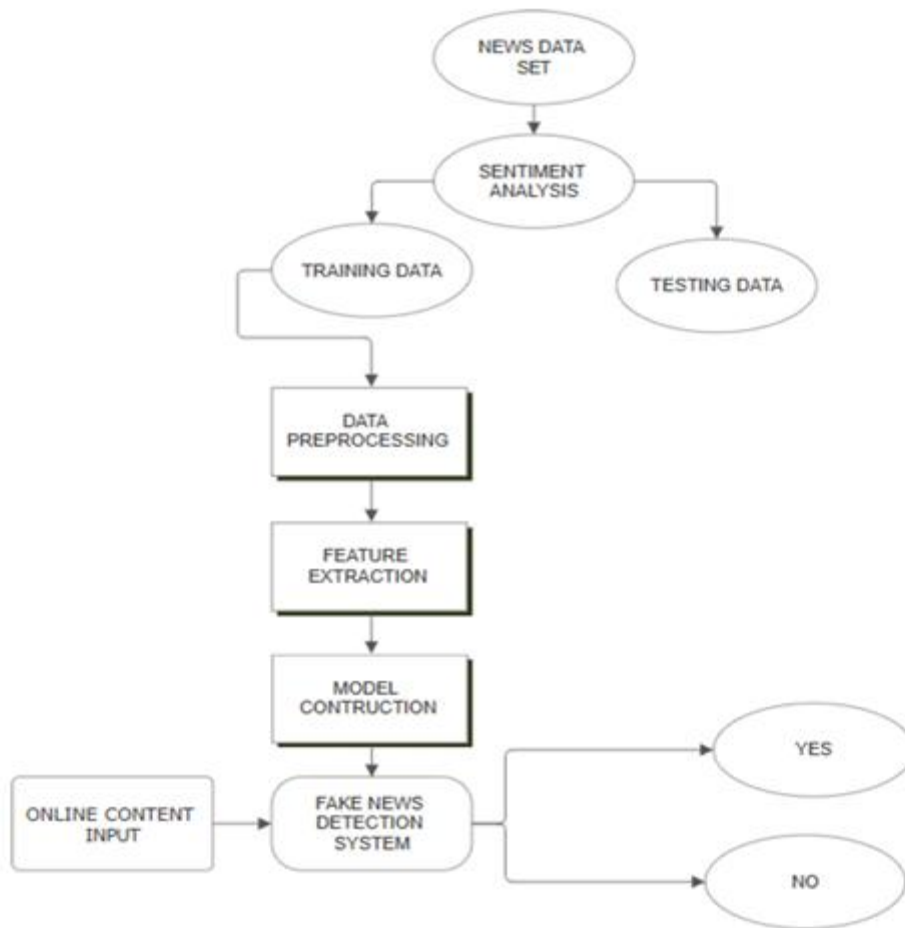 NEWS DATA
SET
SENTIMENT
ANALYSIS
TRAINING DATA
TESTING DATA
DATA
PREPROCESSING
FEATURE
EXTRACTION
MODEL
CONTRUCTION
YES
ONLINE CONTENT
INPUT
FAKE NEWS
DETECTION
SYSTEM
NO